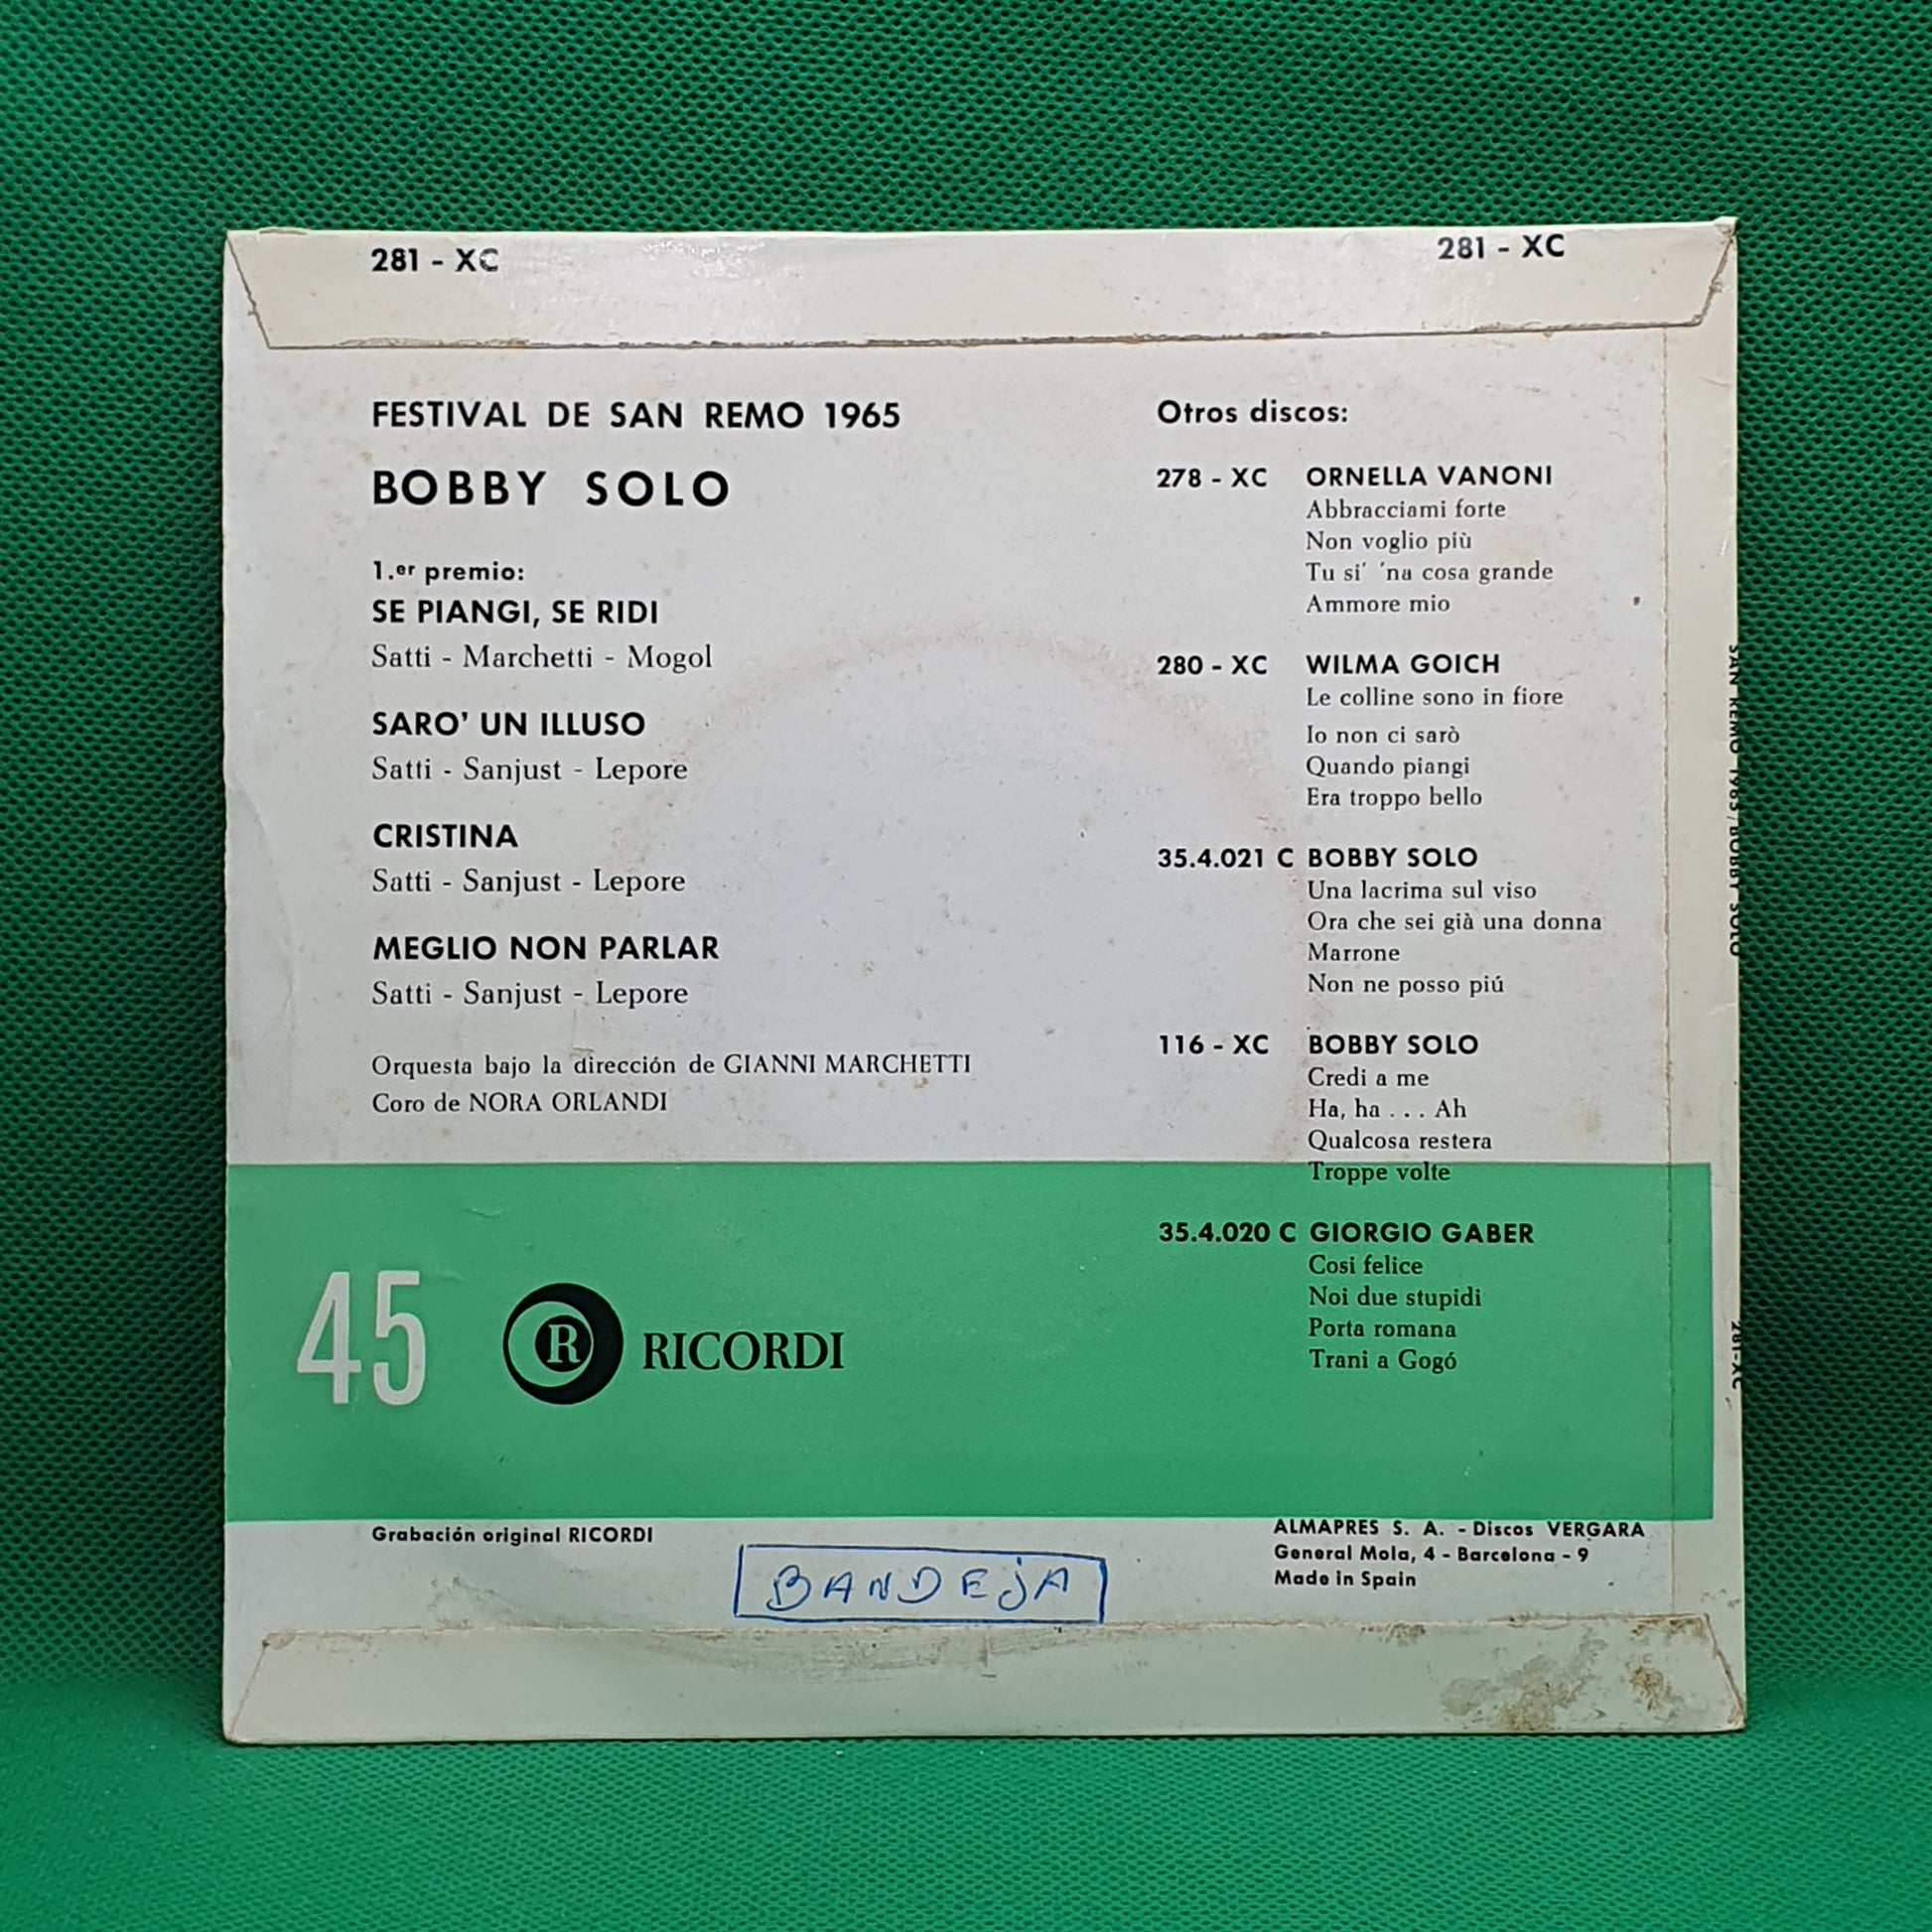 281 - XC
281 - XC
FESTIVAL DE SAN REMO 1965
BOBBY SOLO
1.er premio:
SE PIANGI, SE RIDI
Satti - Marchetti - Mogol
SARO' UN ILLUSO
Satti - Sanjust - Lepore
CRISTINA
Satti - Sanjust - Lepore
MEGLIO NON PARLAR
Satti - Sanjust - Lepore
Orquesta bajo la dirección de GIANNI MARCHETTI
Coro de NORA ORLANDI
Otros discos:
278 - XC ORNELLA VANONI
Abbracciami forte
Non voglio più
Tu si' 'na cosa grande
Ammore mio
280 - XC WILMA GOICH
Le colline sono in fiore
Io non ci sarò
Quando piangi
Era troppo bello
35.4.021 C BOBBY SOLO
Una lacrima sul viso
Ora che sei già una donna
Marrone
Non ne posso piú
116 - XC BOBBY SOLO
Credi a me
Ha, ha . . . Ah
Qualcosa restera
Troppe volte
35.4.020 C GIORGIO GABER
Cosi felice
Noi due stupidi
Porta romana
Trani a Gogó
45
R RICORDI
Grabación original RICORDI
BANDEjA
ALMAPRES S. A. - Discos VERGARA
General Mola, 4 - Barcelona - 9
Made in Spain
SAN REMO 1965/BOBBY SOLO
281-XC